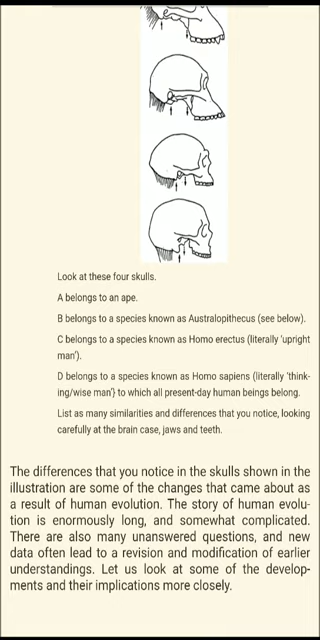 Look at these four skulls.
A belongs to an ape.
B belongs to a species known as Australopithecus (see below).
C belongs to a species known as Homo erectus (literally 'upright
man').
D belongs to a species known as Homo sapiens (literally 'think-
ing/wise man') to which all present-day human beings belong.
List as many similarities and differences that you notice, looking
carefully at the brain case, jaws and teeth.
The differences that you notice in the skulls shown in the
illustration are some of the changes that came about as
a result of human evolution. The story of human evolu-
tion is enormously long, and somewhat complicated.
There are also many unanswered questions, and new
data often lead to a revision and modification of earlier
understandings. Let us look at some of the develop-
ments and their implications more closely.